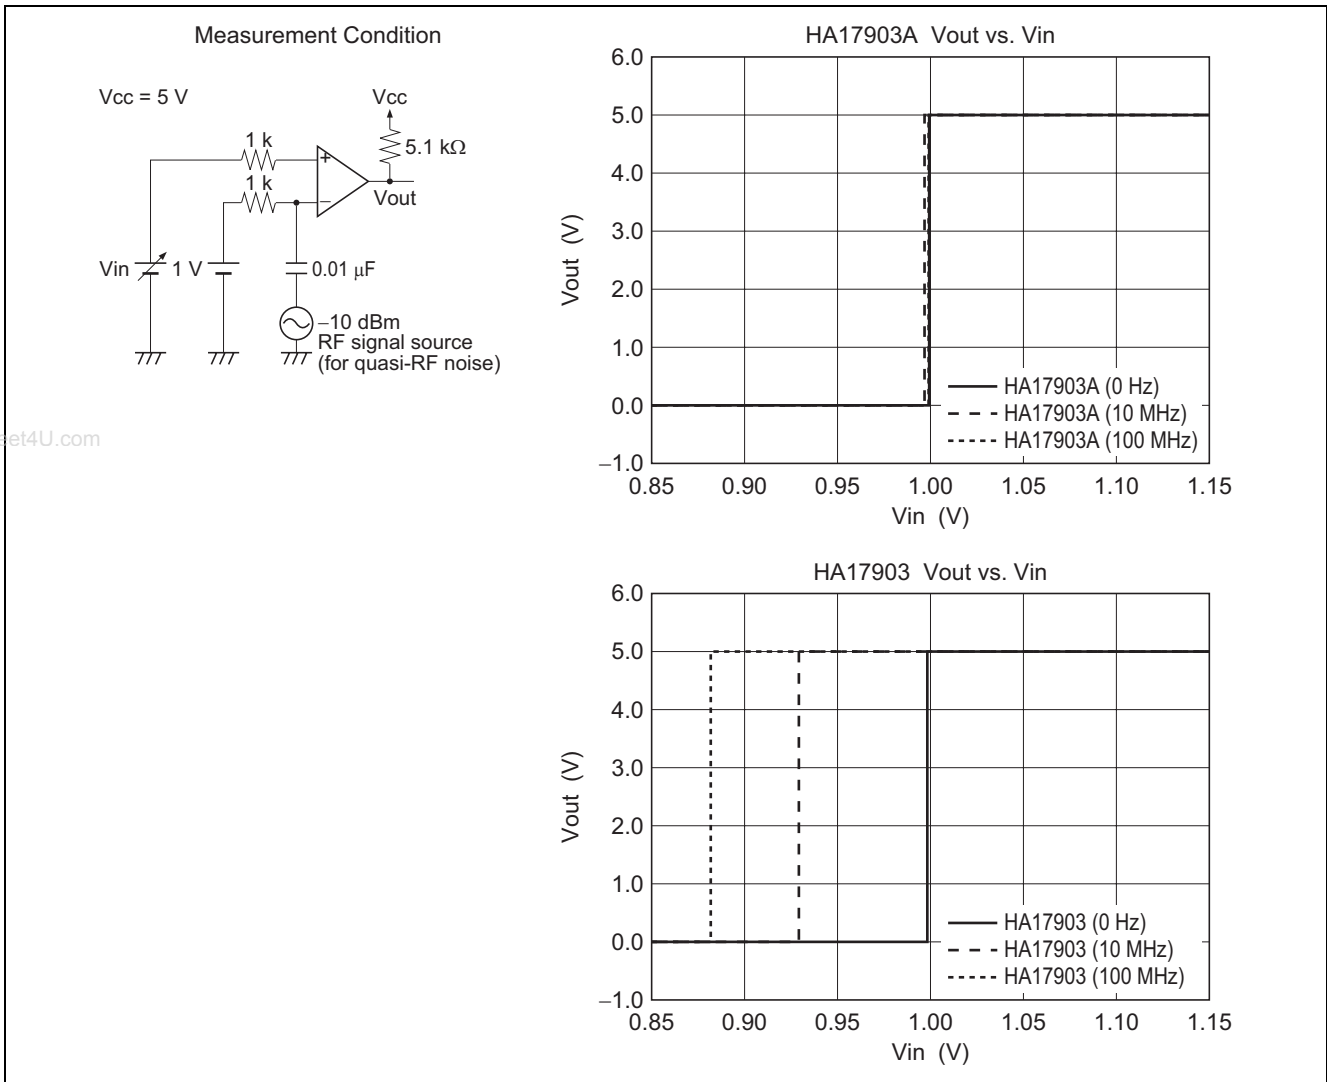 Measurement Condition
Vcc = 5 V
Vcc
1 k
5.1 kΩ
+
1 k
−
Vout
Vin
1 V
0.01 μF
−10 dBm
RF signal source
(for quasi-RF noise)
et4U.com
HA17903A Vout vs. Vin
6.0
5.0
4.0
3.0
2.0
1.0
0.0
−1.0
Vout (V)
HA17903A (0 Hz)
HA17903A (10 MHz)
HA17903A (100 MHz)
0.85 0.90 0.95 1.00 1.05 1.10 1.15
Vin (V)
HA17903 Vout vs. Vin
6.0
5.0
4.0
3.0
2.0
1.0
0.0
−1.0
Vout (V)
HA17903 (0 Hz)
HA17903 (10 MHz)
HA17903 (100 MHz)
0.85 0.90 0.95 1.00 1.05 1.10 1.15
Vin (V)